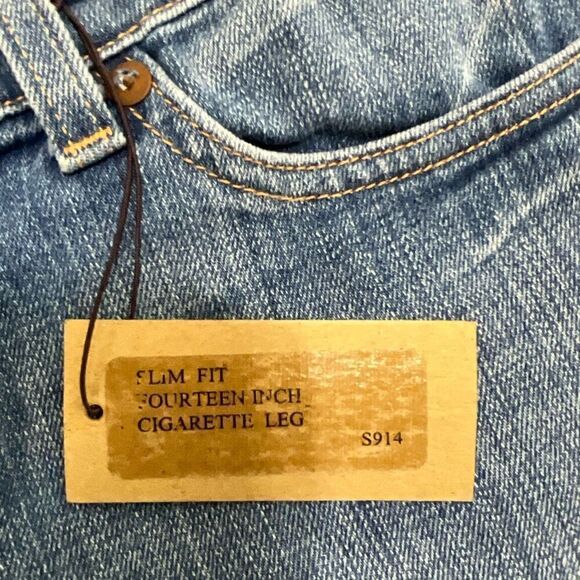 SLIM FIT
FOURTEEN INCH
CIGARETTE LEG
S914